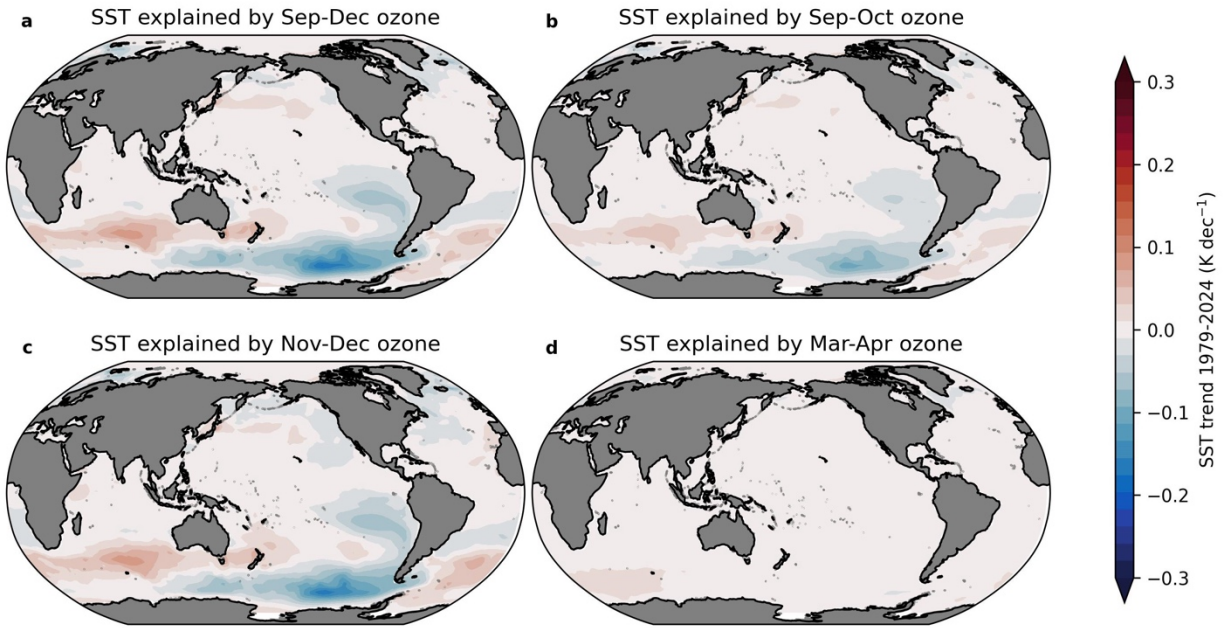 a SST explained by Sep-Dec ozone
b SST explained by Sep-Oct ozone
c SST explained by Nov-Dec ozone
d SST explained by Mar-Apr ozone
0.3
0.2
0.1
0.0
−0.1
−0.2
−0.3
SST trend 1979-2024 (K dec⁻¹)